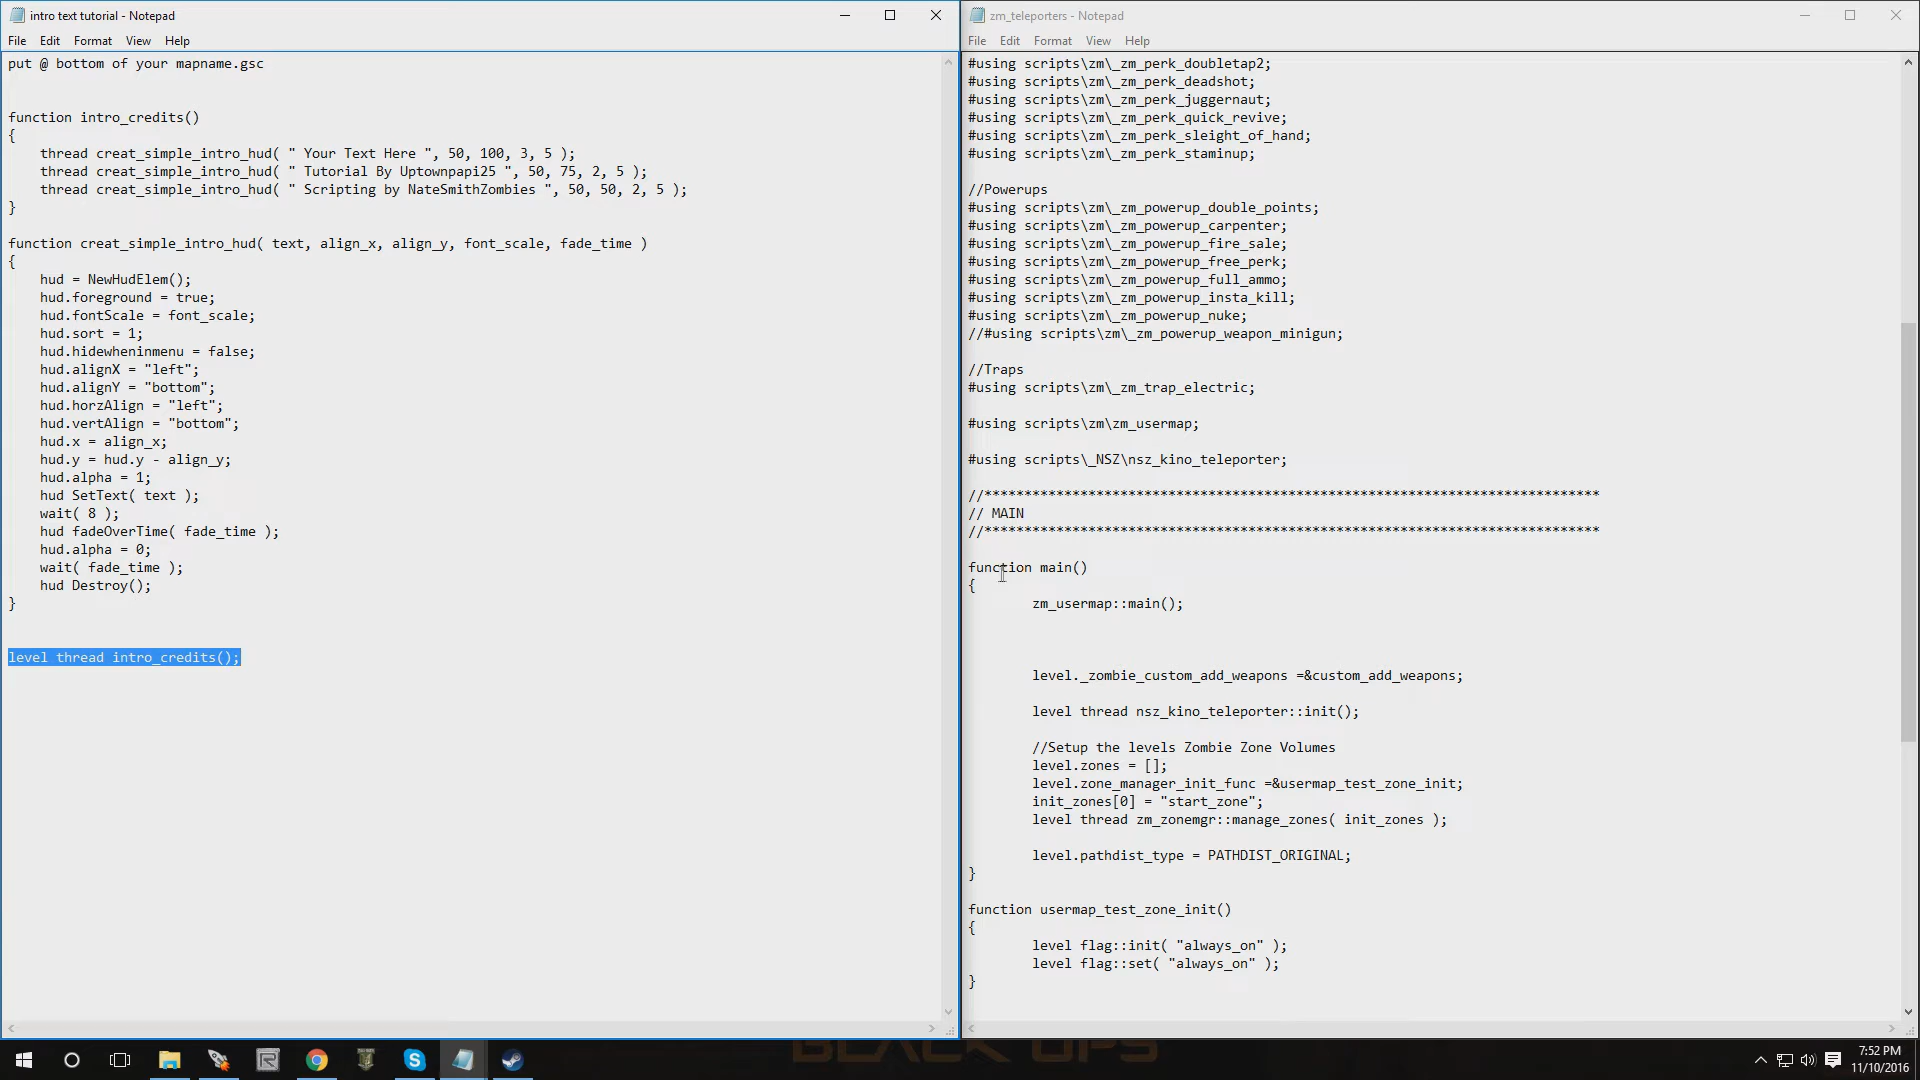 intro text tutorial - Notepad
File Edit Format View Help
put @ bottom of your mapname.gsc
function intro_credits()
{
thread creat_simple_intro_hud( " Your Text Here ", 50, 100, 3, 5 );
thread creat_simple_intro_hud( " Tutorial By Uptownpapi25 ", 50, 75, 2, 5 );
thread creat_simple_intro_hud( " Scripting by NateSmithZombies ", 50, 50, 2, 5 );
}
function creat_simple_intro_hud( text, align_x, align_y, font_scale, fade_time )
{
hud = NewHudElem();
hud.foreground = true;
hud.fontScale = font_scale;
hud.sort = 1;
hud.hidewheninmenu = false;
hud.alignX = "left";
hud.alignY = "bottom";
hud.horzAlign = "left";
hud.vertAlign = "bottom";
hud.x = align_x;
hud.y = hud.y - align_y;
hud.alpha = 1;
hud SetText( text );
wait( 8 );
hud fadeOverTime( fade_time );
hud.alpha = 0;
wait( fade_time );
hud Destroy();
}
level thread intro_credits();
zm_teleporters - Notepad
File Edit Format View Help
#using scripts\zm\_zm_perk_doubletap2;
#using scripts\zm\_zm_perk_deadshot;
#using scripts\zm\_zm_perk_juggernaut;
#using scripts\zm\_zm_perk_quick_revive;
#using scripts\zm\_zm_perk_sleight_of_hand;
#using scripts\zm\_zm_perk_staminup;
//Powerups
#using scripts\zm\_zm_powerup_double_points;
#using scripts\zm\_zm_powerup_carpenter;
#using scripts\zm\_zm_powerup_fire_sale;
#using scripts\zm\_zm_powerup_free_perk;
#using scripts\zm\_zm_powerup_full_ammo;
#using scripts\zm\_zm_powerup_insta_kill;
#using scripts\zm\_zm_powerup_nuke;
//#using scripts\zm\_zm_powerup_weapon_minigun;
//Traps
#using scripts\zm\_zm_trap_electric;
#using scripts\zm\zm_usermap;
#using scripts\_NSZ\nsz_kino_teleporter;
//*****************************************************************************
// MAIN
//*****************************************************************************
function main()
{
zm_usermap::main();
level._zombie_custom_add_weapons =&custom_add_weapons;
level thread nsz_kino_teleporter::init();
//Setup the levels Zombie Zone Volumes
level.zones = [];
level.zone_manager_init_func =&usermap_test_zone_init;
init_zones[0] = "start_zone";
level thread zm_zonemgr::manage_zones( init_zones );
level.pathdist_type = PATHDIST_ORIGINAL;
}
function usermap_test_zone_init()
{
level flag::init( "always_on" );
level flag::set( "always_on" );
}
BLACK OPS
7:52 PM
11/10/2016